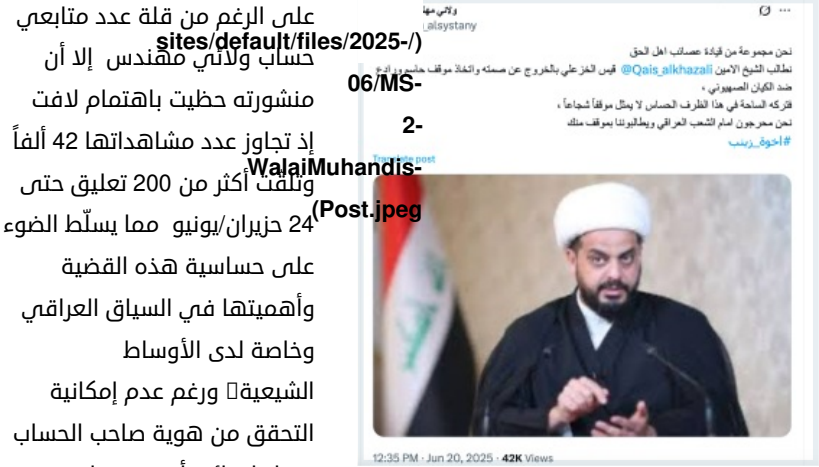 على الرغم من قلة عدد متابعي
حساب ولائي مهندس إلا أن
منشورته حظيت باهتمام لافت
إذ تجاوز عدد مشاهداتها 42 ألفاً
وتلقت أكثر من 200 تعليق حتى
24 حزيران/يونيو مما يسلّط الضوء
على حساسية هذه القضية
وأهميتها في السياق العراقي
وخاصة لدى الأوساط
الشيعية ورغم عدم إمكانية
التحقق من هوية صاحب الحساب
sites/default/files/2025-/)
06/MS-
2-
WalaiMuhandis-
(Post.jpeg
ولائي
_alsystany
نحن مجموعة من قيادة عصائب اهل الحق
نطالب الشيخ الامين @Qais_alkhazali قيس الخزعلي بالخروج عن صمته واتخاذ موقف حاسم ورادع
ضد الكيان الصهيوني ،
فتركه الساحة في هذا الظرف الحساس لا يمثل موقفاً شجاعاً ،
نحن محرجون امام الشعب العراقي ويطالبوننا بموقف منك
#أخوة_زينب
Translate post
12:35 PM · Jun 20, 2025 · 42K Views